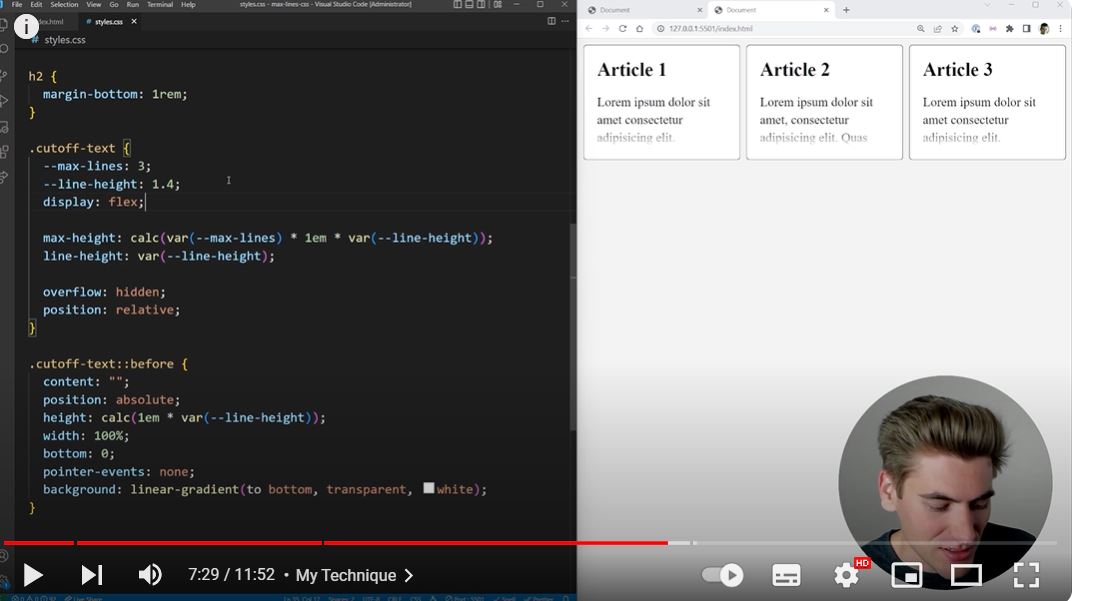 File Edit Selection View Go Run Terminal Help
styles.css - max-lines-css - Visual Studio Code [Administrator]
dex.html
# styles.css
i
# styles.css
h2 {
margin-bottom: 1rem;
}
.cutoff-text {
--max-lines: 3;
--line-height: 1.4;
display: flex;
max-height: calc(var(--max-lines) * 1em * var(--line-height));
line-height: var(--line-height);
overflow: hidden;
position: relative;
}
.cutoff-text::before {
content: "";
position: absolute;
height: calc(1em * var(--line-height));
width: 100%;
bottom: 0;
pointer-events: none;
background: linear-gradient(to bottom, transparent, white);
}
Document
Document
127.0.0.1:5501/index.html
Article 1
Lorem ipsum dolor sit
amet consectetur
adipisicing elit.
Article 2
Lorem ipsum dolor sit
amet, consectetur
adipisicing elit. Quas
Article 3
Lorem ipsum dolor sit
amet consectetur
adipisicing elit.
7:29 / 11:52 • My Technique
HD